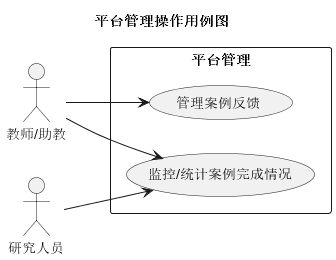 平台管理操作用例图
平台管理
管理案例反馈
教师/助教
监控/统计案例完成情况
研究人员